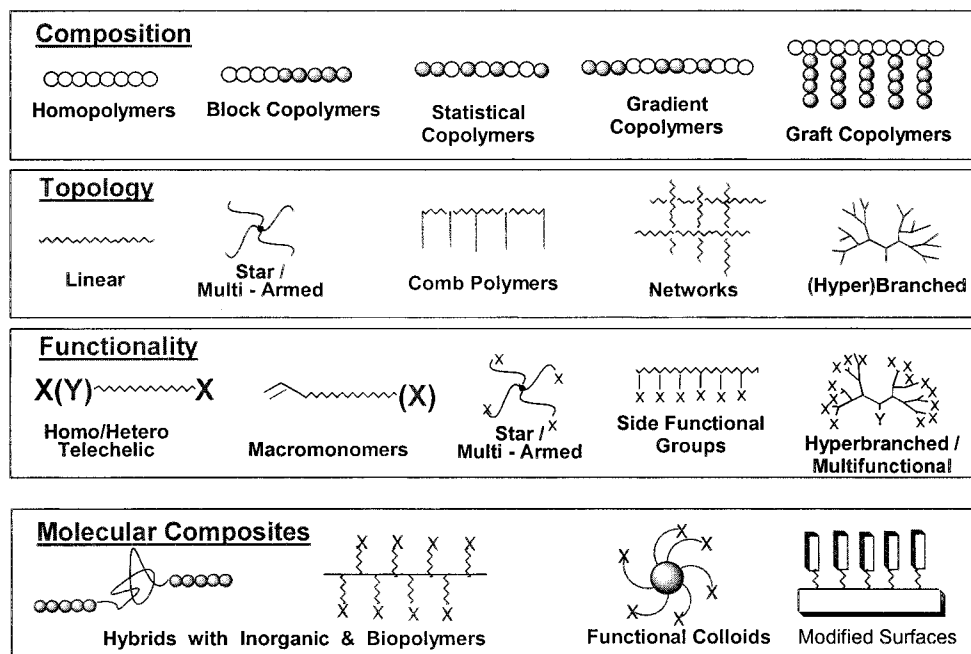 Composition
Homopolymers
Block Copolymers
Statistical
Copolymers
Gradient
Copolymers
Graft Copolymers
Topology
Linear
Star /
Multi - Armed
Comb Polymers
Networks
(Hyper)Branched
Functionality
X(Y) X
Homo/Hetero
Telechelic
(X)
Macromonomers
X
X
X
X
Star /
Multi - Armed
X X X X X X
Side Functional
Groups
X
X
X
X
X
X
X
X
X
X
X
X
X
X
Y
Hyperbranched /
Multifunctional
Molecular Composites
X X X X
X X X X
Hybrids with Inorganic & Biopolymers
X
X
X
X
X
X
Functional Colloids
Modified Surfaces